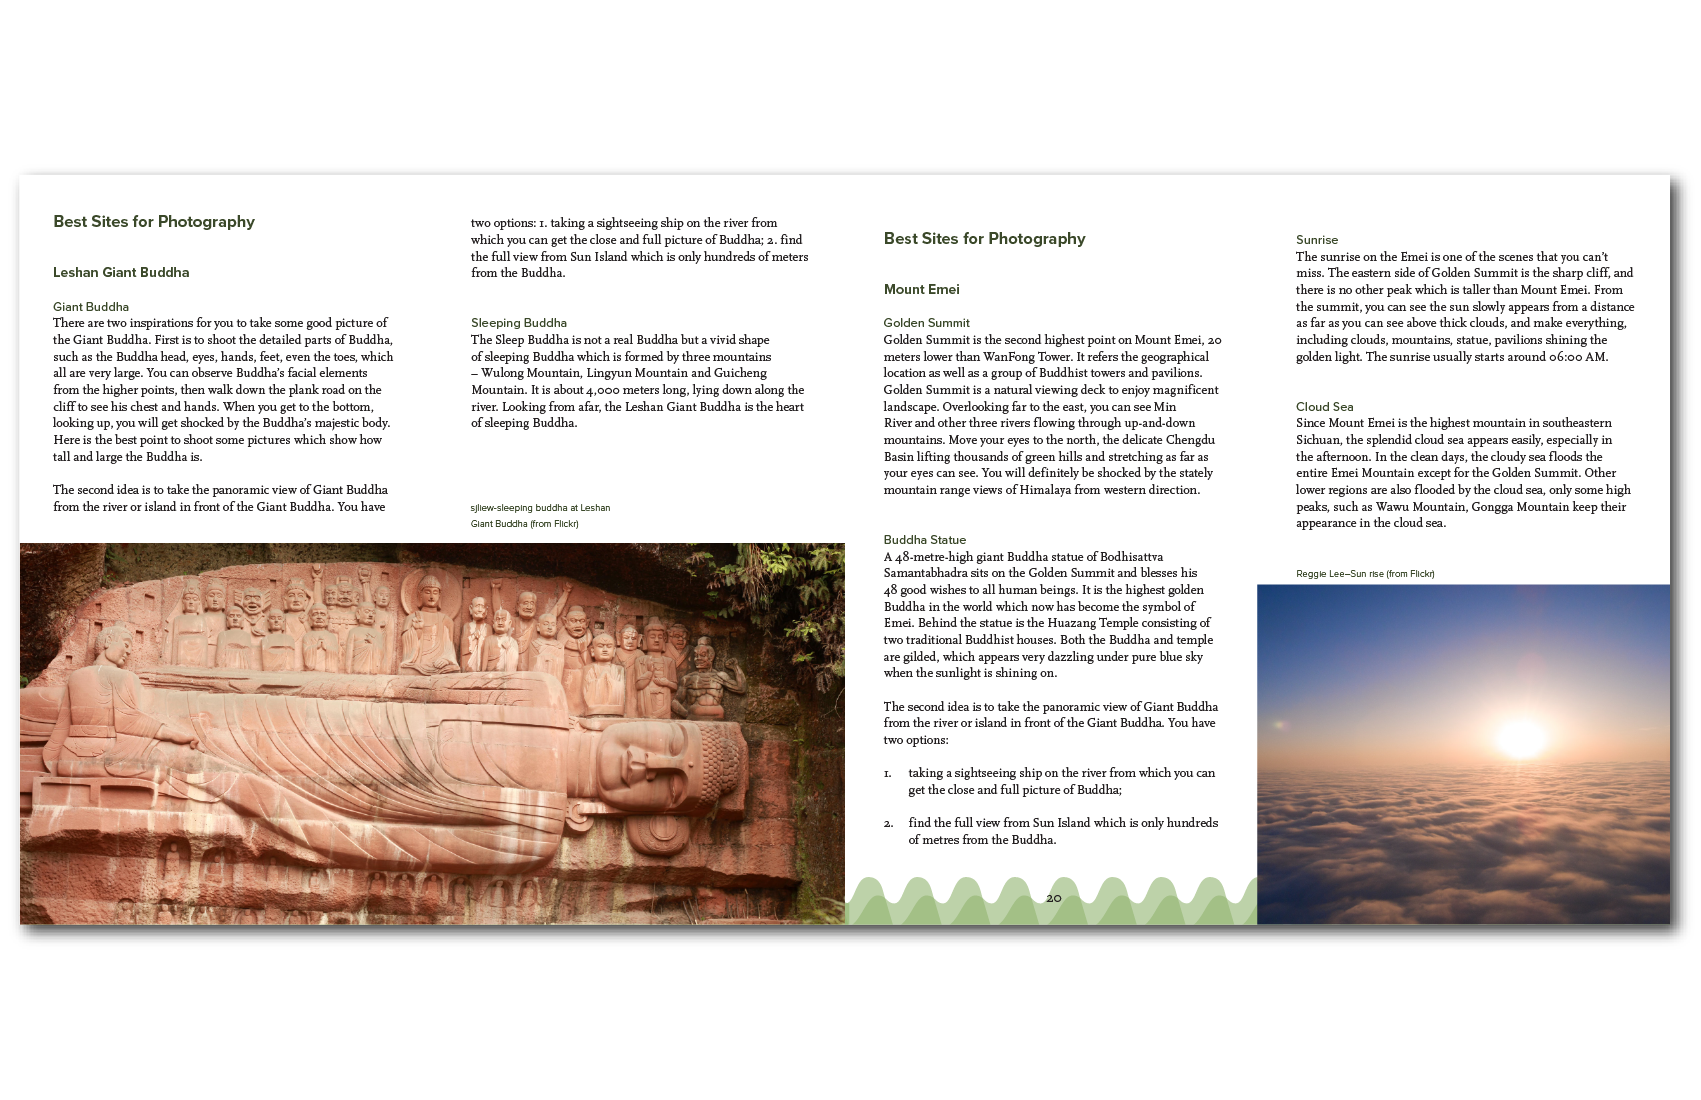 Best Sites for Photography
Leshan Giant Buddha
Giant Buddha
There are two inspirations for you to take some good picture of
the Giant Buddha. First is to shoot the detailed parts of Buddha,
such as the Buddha head, eyes, hands, feet, even the toes, which
all are very large. You can observe Buddha's facial elements
from the higher points, then walk down the plank road on the
cliff to see his chest and hands. When you get to the bottom,
looking up, you will get shocked by the Buddha's majestic body.
Here is the best point to shoot some pictures which show how
tall and large the Buddha is.
The second idea is to take the panoramic view of Giant Buddha
from the river or island in front of the Giant Buddha. You have
two options: 1. taking a sightseeing ship on the river from
which you can get the close and full picture of Buddha; 2. find
the full view from Sun Island which is only hundreds of meters
from the Buddha.
Sleeping Buddha
The Sleep Buddha is not a real Buddha but a vivid shape
of sleeping Buddha which is formed by three mountains
– Wulong Mountain, Lingyun Mountain and Guicheng
Mountain. It is about 4,000 meters long, lying down along the
river. Looking from afar, the Leshan Giant Buddha is the heart
of sleeping Buddha.
sjliew-sleeping buddha at Leshan
Giant Buddha (from Flickr)
Best Sites for Photography
Mount Emei
Golden Summit
Golden Summit is the second highest point on Mount Emei, 20
meters lower than WanFong Tower. It refers the geographical
location as well as a group of Buddhist towers and pavilions.
Golden Summit is a natural viewing deck to enjoy magnificent
landscape. Overlooking far to the east, you can see Min
River and other three rivers flowing through up-and-down
mountains. Move your eyes to the north, the delicate Chengdu
Basin lifting thousands of green hills and stretching as far as
your eyes can see. You will definitely be shocked by the stately
mountain range views of Himalaya from western direction.
Buddha Statue
A 48-metre-high giant Buddha statue of Bodhisattva
Samantabhadra sits on the Golden Summit and blesses his
48 good wishes to all human beings. It is the highest golden
Buddha in the world which now has become the symbol of
Emei. Behind the statue is the Huazang Temple consisting of
two traditional Buddhist houses. Both the Buddha and temple
are gilded, which appears very dazzling under pure blue sky
when the sunlight is shining on.
The second idea is to take the panoramic view of Giant Buddha
from the river or island in front of the Giant Buddha. You have
two options:
1. taking a sightseeing ship on the river from which you can
get the close and full picture of Buddha;
2. find the full view from Sun Island which is only hundreds
of metres from the Buddha.
20
Sunrise
The sunrise on the Emei is one of the scenes that you can't
miss. The eastern side of Golden Summit is the sharp cliff, and
there is no other peak which is taller than Mount Emei. From
the summit, you can see the sun slowly appears from a distance
as far as you can see above thick clouds, and make everything,
including clouds, mountains, statue, pavilions shining the
golden light. The sunrise usually starts around 06:00 AM.
Cloud Sea
Since Mount Emei is the highest mountain in southeastern
Sichuan, the splendid cloud sea appears easily, especially in
the afternoon. In the clean days, the cloudy sea floods the
entire Emei Mountain except for the Golden Summit. Other
lower regions are also flooded by the cloud sea, only some high
peaks, such as Wawu Mountain, Gongga Mountain keep their
appearance in the cloud sea.
Reggie Lee–Sun rise (from Flickr)